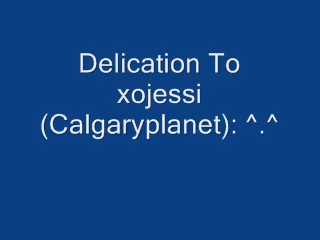 Delication To
xojessi
(Calgaryplanet): ^.^